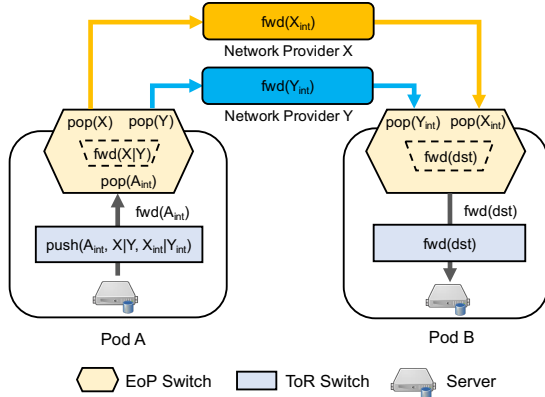 fwd(X_int)
Network Provider X
fwd(Y_int)
Network Provider Y
pop(X) pop(Y)
fwd(X|Y)
pop(A_int)
fwd(A_int)
push(A_int, X|Y, X_int|Y_int)
Pod A
pop(Y_int) pop(X_int)
fwd(dst)
fwd(dst)
fwd(dst)
Pod B
EoP Switch
ToR Switch
Server